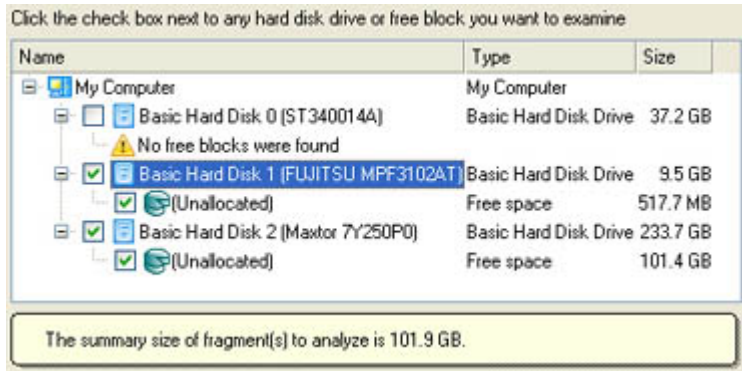 Click the check box next to any hard disk drive or free block you want to examine
Name Type Size
My Computer My Computer
Basic Hard Disk 0 (ST340014A) Basic Hard Disk Drive 37.2 GB
No free blocks were found
Basic Hard Disk 1 (FUJITSU MPF3102AT) Basic Hard Disk Drive 9.5 GB
(Unallocated) Free space 517.7 MB
Basic Hard Disk 2 (Maxtor 7Y250P0) Basic Hard Disk Drive 233.7 GB
(Unallocated) Free space 101.4 GB
The summary size of fragment(s) to analyze is 101.9 GB.